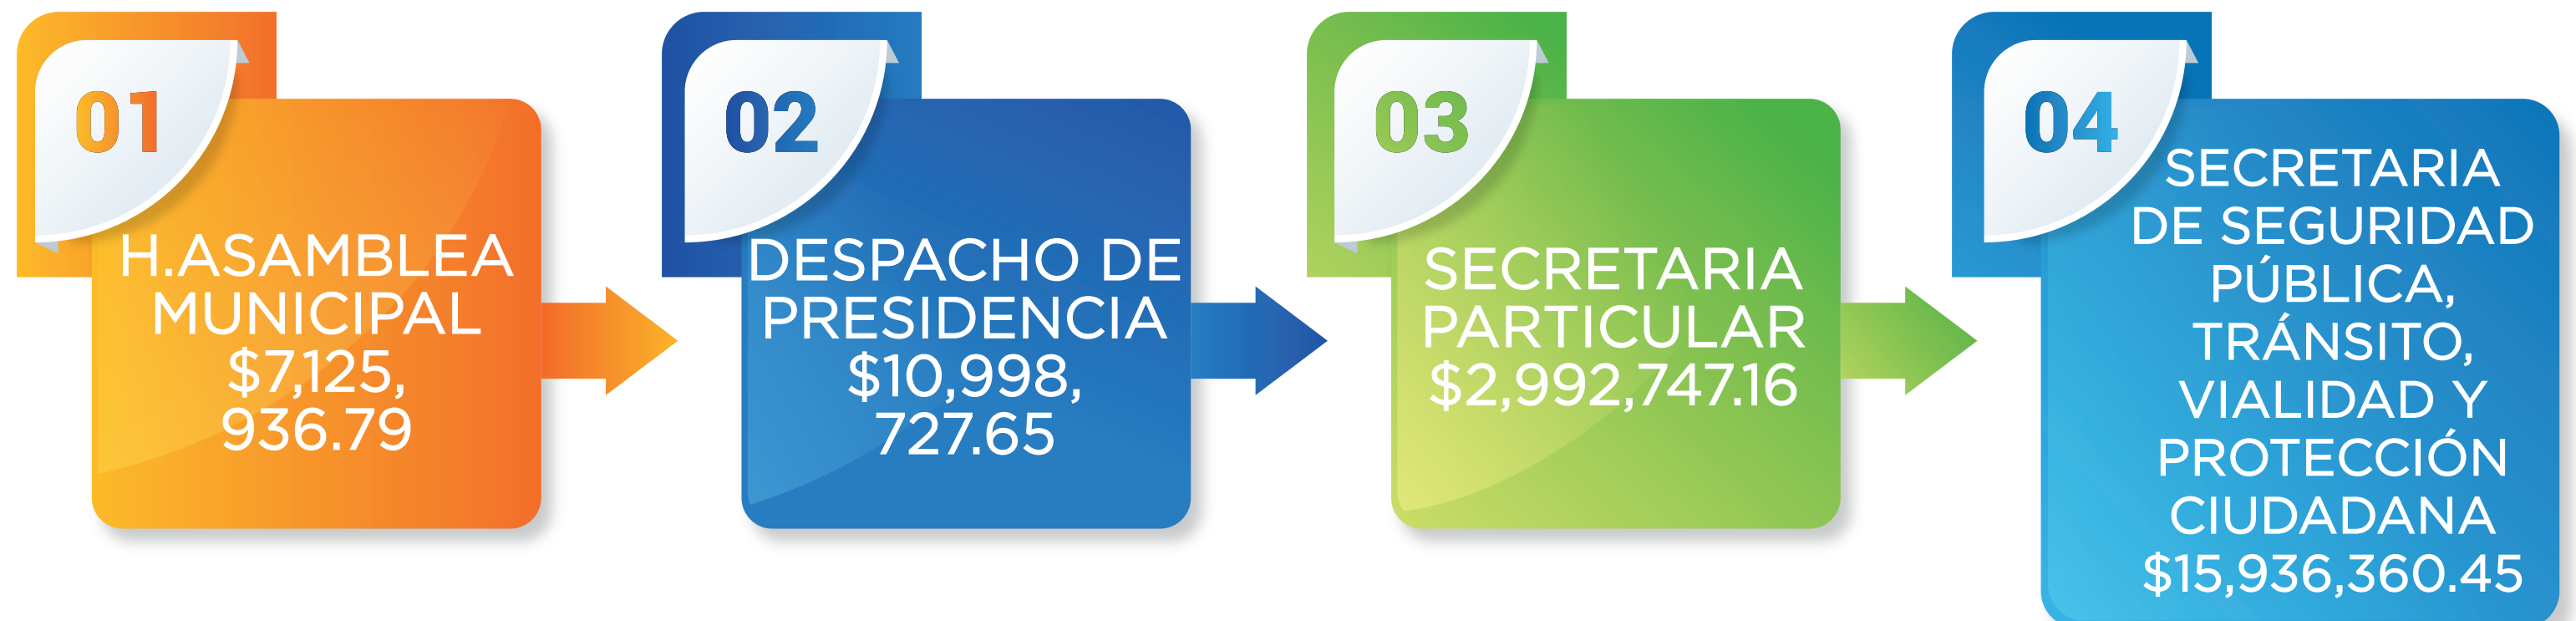 01
H.ASAMBLEA
MUNICIPAL
$7,125,
936.79
02
DESPACHO DE
PRESIDENCIA
$10,998,
727.65
03
SECRETARIA
PARTICULAR
$2,992,747.16
04
SECRETARIA
DE SEGURIDAD
PÚBLICA,
TRÁNSITO,
VIALIDAD Y
PROTECCIÓN
CIUDADANA
$15,936,360.45